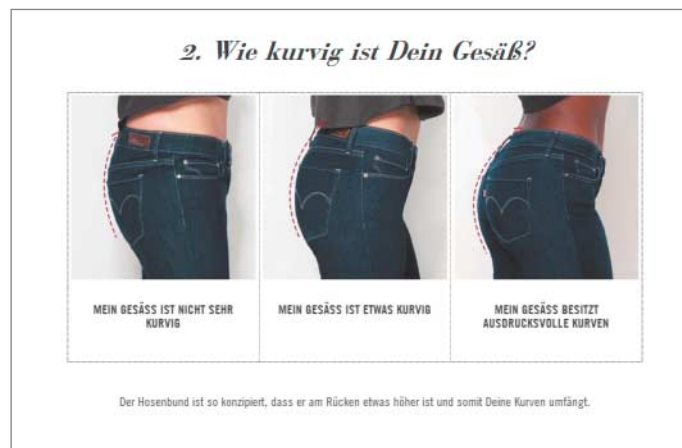 2. Wie kurvig ist Dein Gesäß?
MEIN GESÄSS IST NICHT SEHR
KURVIG
MEIN GESÄSS IST ETWAS KURVIG
MEIN GESÄSS BESITZT
AUSDRUCKSVOLLE KURVEN
Der Hosenbund ist so konzipiert, dass er am Rücken etwas höher ist und somit Deine Kurven umfängt.